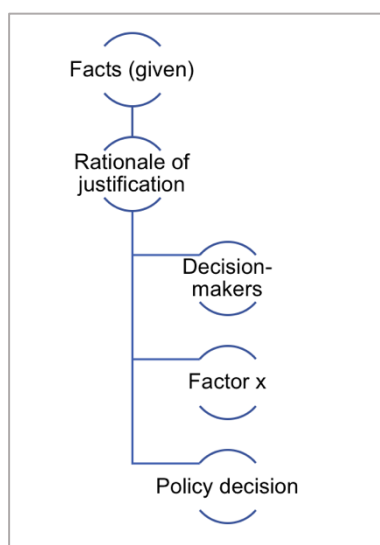 Facts (given)
Rationale of
justification
Decision-
makers
Factor x
Policy decision